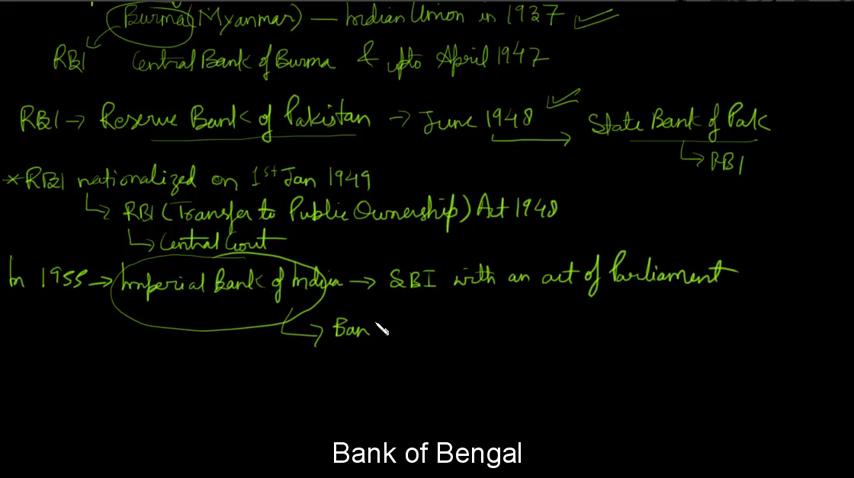 Burma (Myanmar) — Indian Union in 1937
RBI Central Bank of Burma & upto April 1947
RBI → Reserve Bank of Pakistan → June 1948 → State Bank of Pak
→ RBI
* RBI nationalized on 1st Jan 1949
→ RBI (Transfer to Public Ownership) Act 1948
→ Central Govt
In 1955 → Imperial Bank of India → SBI with an act of Parliament
→ Ban
Bank of Bengal